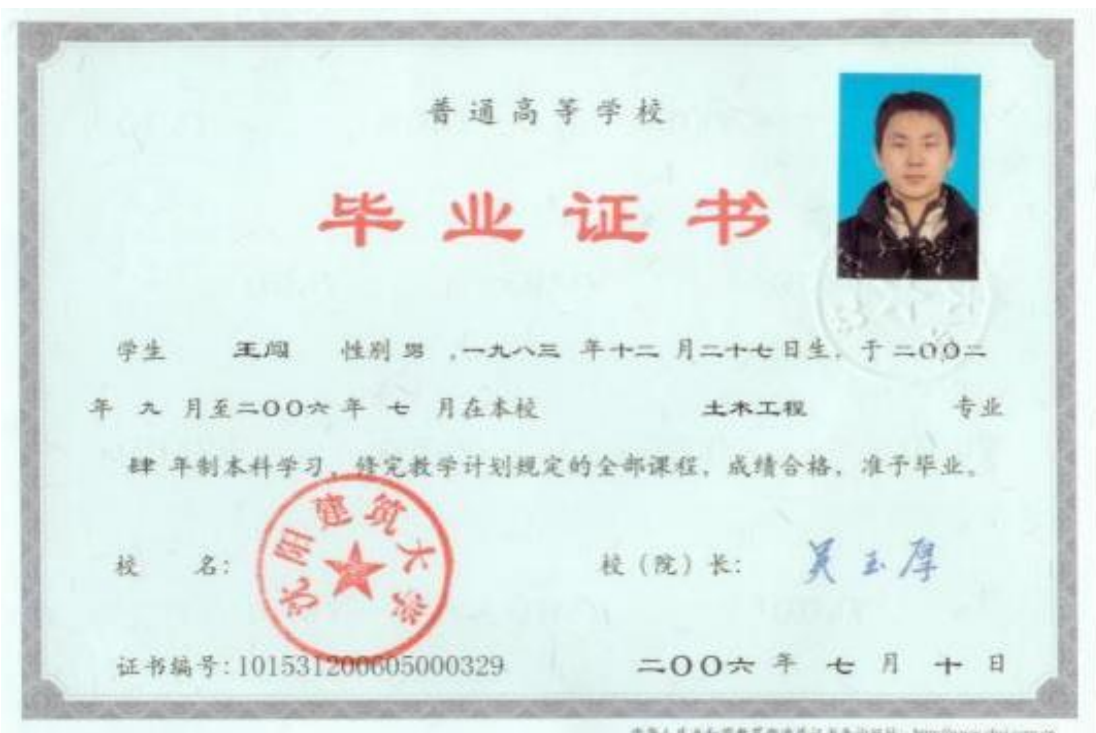 普通高等学校
毕业证书
学生 王闯 性别 男 ,一九八三 年十二 月二十七日生, 于二〇〇二
年 九 月至二〇〇六 年 七 月在本校 土木工程 专业
肆 年制本科学习, 修完教学计划规定的全部课程, 成绩合格, 准予毕业。
沈阳建筑大学
校 名: 校(院)长: 吴玉厚
证书编号:101531200605000329 二〇〇六 年 七 月 十 日